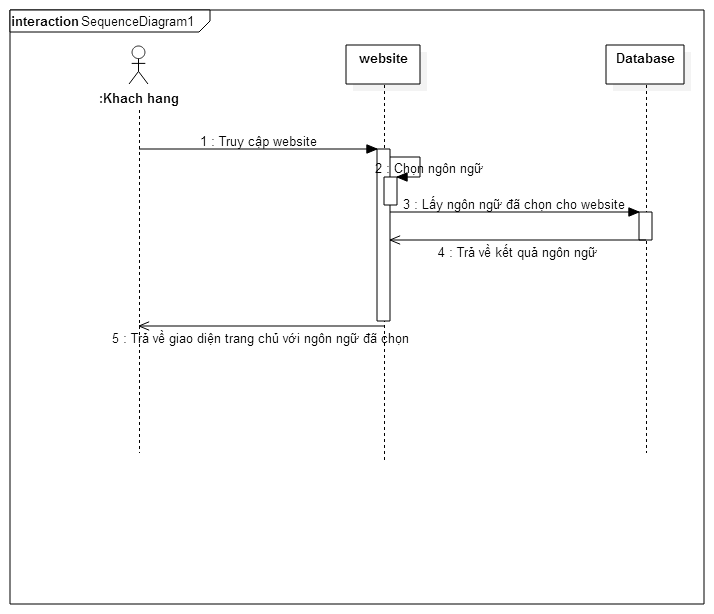 interaction SequenceDiagram1
:Khach hang
website
Database
1 : Truy cập website
2 : Chọn ngôn ngữ
3 : Lấy ngôn ngữ đã chọn cho website
4 : Trả về kết quả ngôn ngữ
5 : Trả về giao diện trang chủ với ngôn ngữ đã chọn